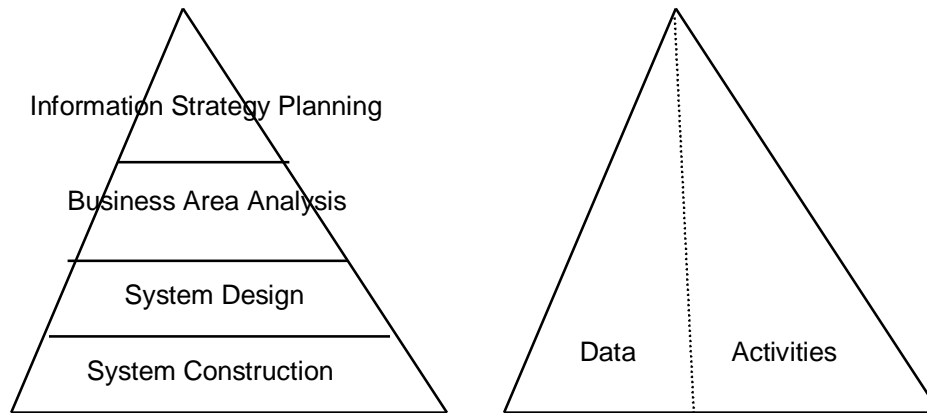 Information Strategy Planning
Business Area Analysis
System Design
System Construction
Data
Activities